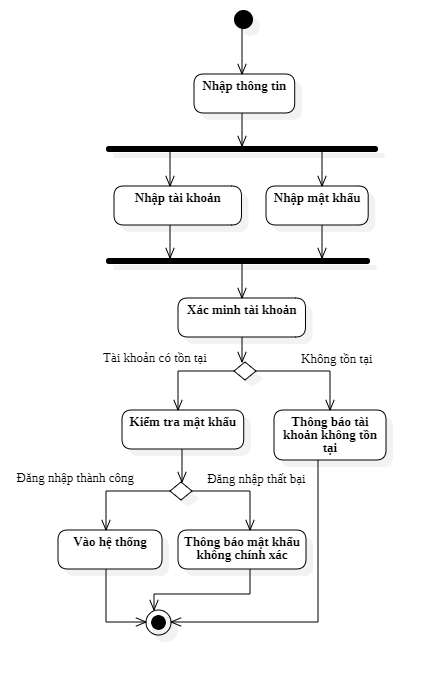 Nhập thông tin
Nhập tài khoản
Nhập mật khẩu
Xác minh tài khoản
Tài khoản có tồn tại
Không tồn tại
Kiểm tra mật khẩu
Thông báo tài
khoản không tồn
tại
Đăng nhập thành công
Đăng nhập thất bại
Vào hệ thống
Thông báo mật khẩu
không chính xác